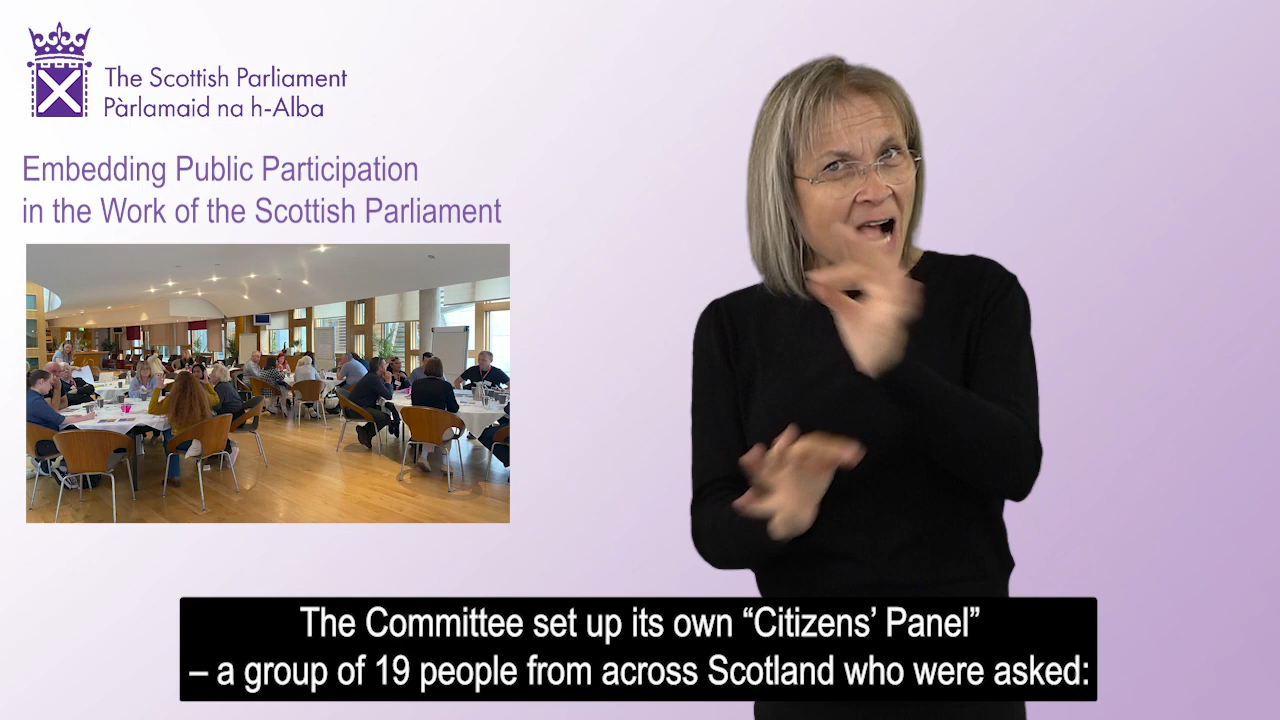 The Scottish Parliament
Pàrlamaid na h-Alba
Embedding Public Participation
in the Work of the Scottish Parliament
The Committee set up its own “Citizens’ Panel”
– a group of 19 people from across Scotland who were asked: